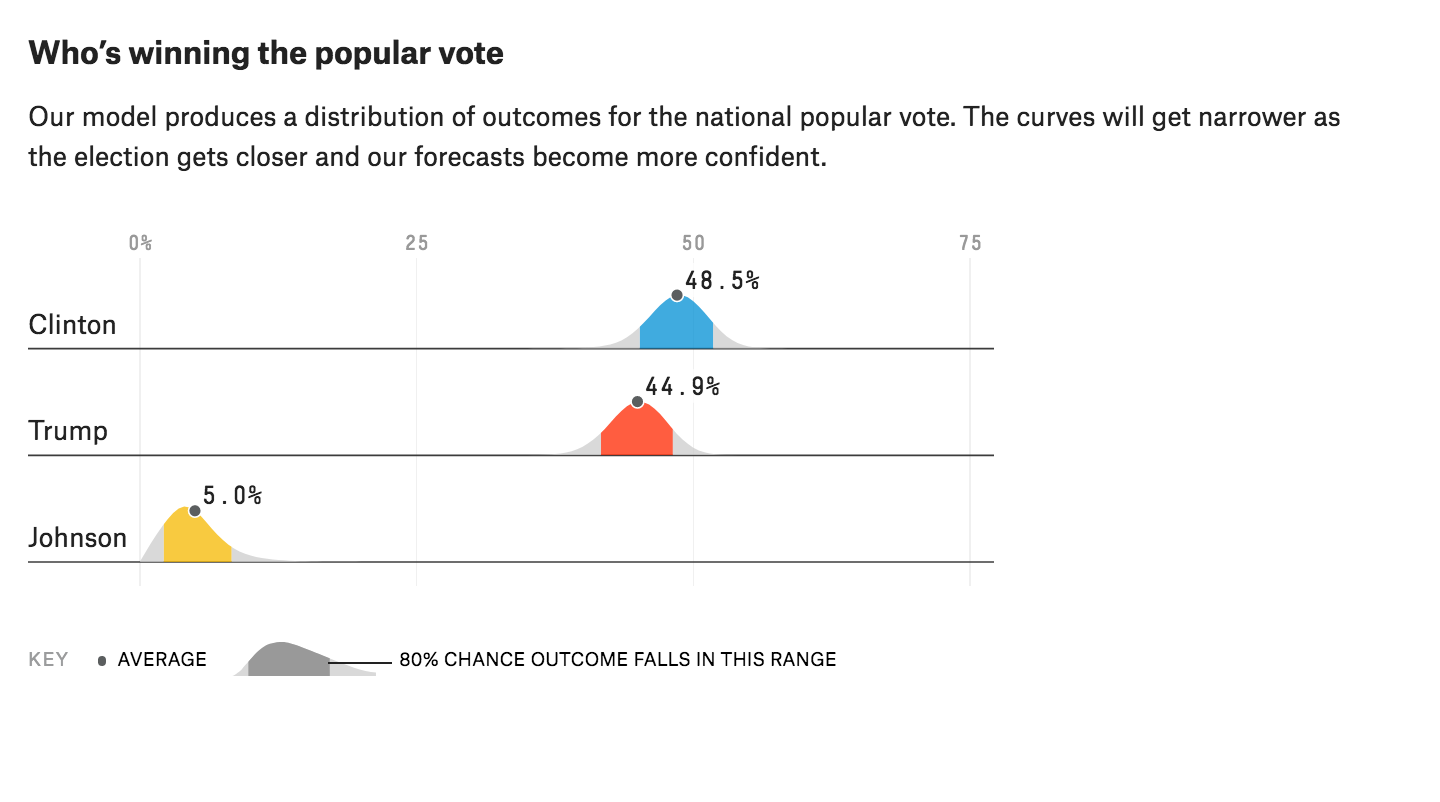 Who’s winning the popular vote
Our model produces a distribution of outcomes for the national popular vote. The curves will get narrower as
the election gets closer and our forecasts become more confident.
0% 25 50 75
48.5%
Clinton
44.9%
Trump
5.0%
Johnson
KEY AVERAGE 80% CHANCE OUTCOME FALLS IN THIS RANGE